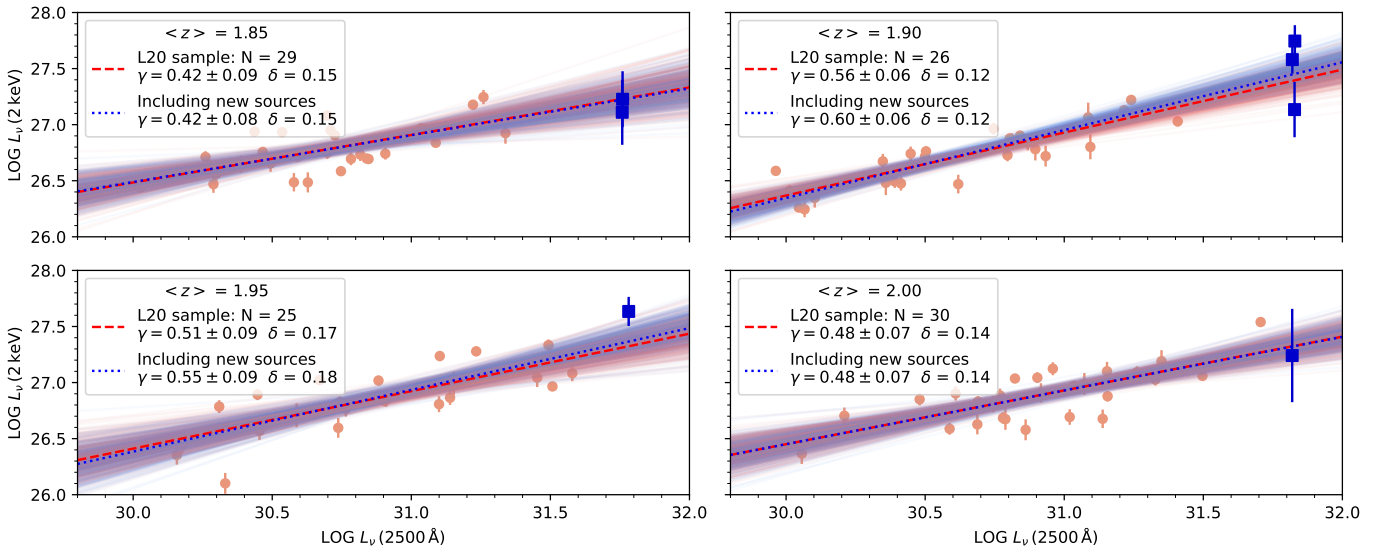 28.0
27.5
27.0
26.5
26.0
LOG Lν (2 keV)
< z > = 1.85
L20 sample: N = 29
γ = 0.42 ± 0.09 δ = 0.15
Including new sources
γ = 0.42 ± 0.08 δ = 0.15
< z > = 1.90
L20 sample: N = 26
γ = 0.56 ± 0.06 δ = 0.12
Including new sources
γ = 0.60 ± 0.06 δ = 0.12
28.0
27.5
27.0
26.5
26.0
LOG Lν (2 keV)
< z > = 1.95
L20 sample: N = 25
γ = 0.51 ± 0.09 δ = 0.17
Including new sources
γ = 0.55 ± 0.09 δ = 0.18
< z > = 2.00
L20 sample: N = 30
γ = 0.48 ± 0.07 δ = 0.14
Including new sources
γ = 0.48 ± 0.07 δ = 0.14
30.0 30.5 31.0 31.5 32.0
LOG Lν (2500 Å)
30.0 30.5 31.0 31.5 32.0
LOG Lν (2500 Å)